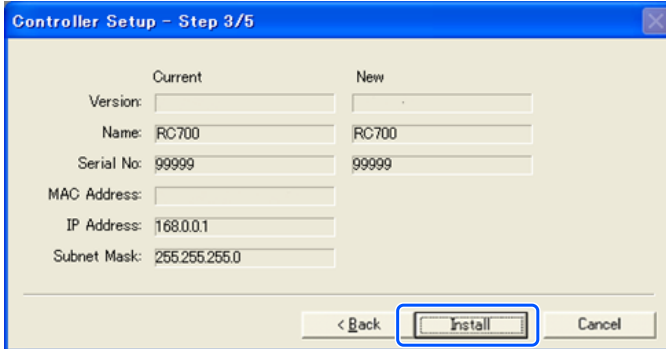 Controller Setup - Step 3/5
Current New
Version:
Name: RC700 RC700
Serial No: 99999 99999
MAC Address:
IP Address: 168.0.0.1
Subnet Mask: 255.255.255.0
< Back Install Cancel